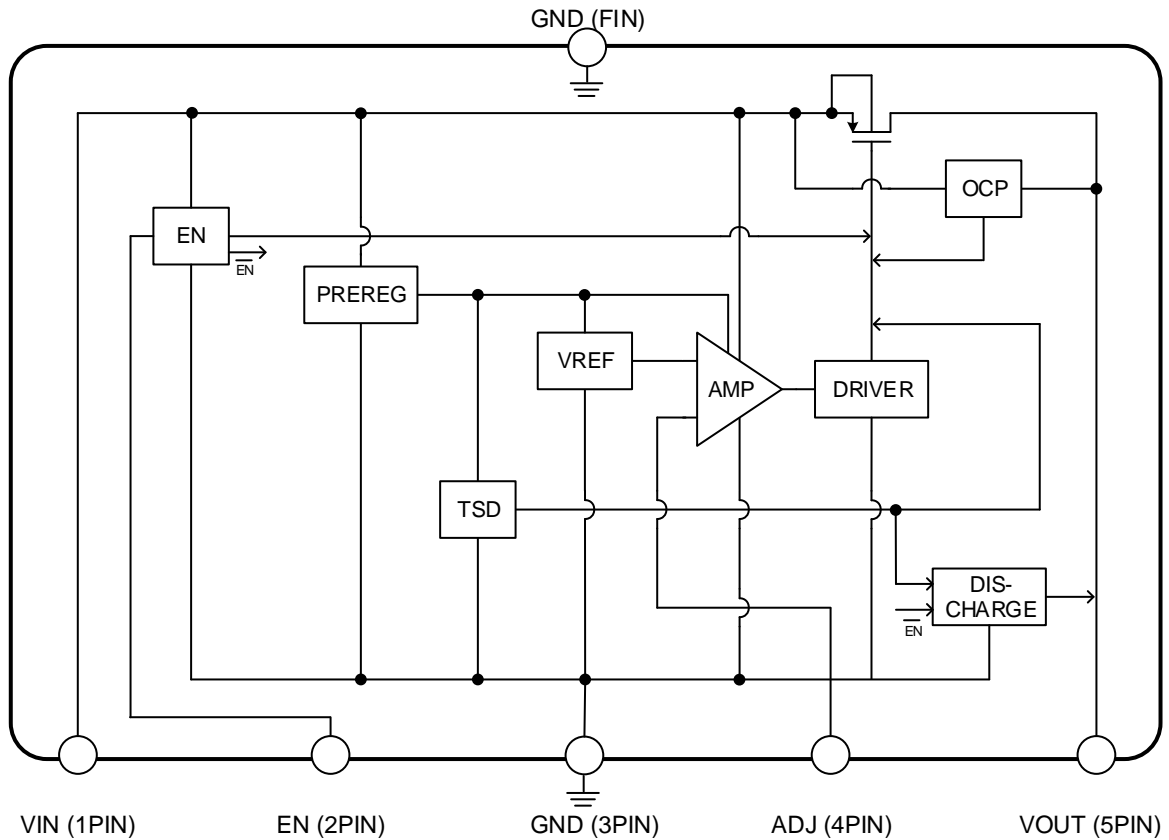 GND (FIN)
OCP
EN
EN
PREREG
VREF
AMP
DRIVER
TSD
DIS-
CHARGE
EN
VIN (1PIN)
EN (2PIN)
GND (3PIN)
ADJ (4PIN)
VOUT (5PIN)